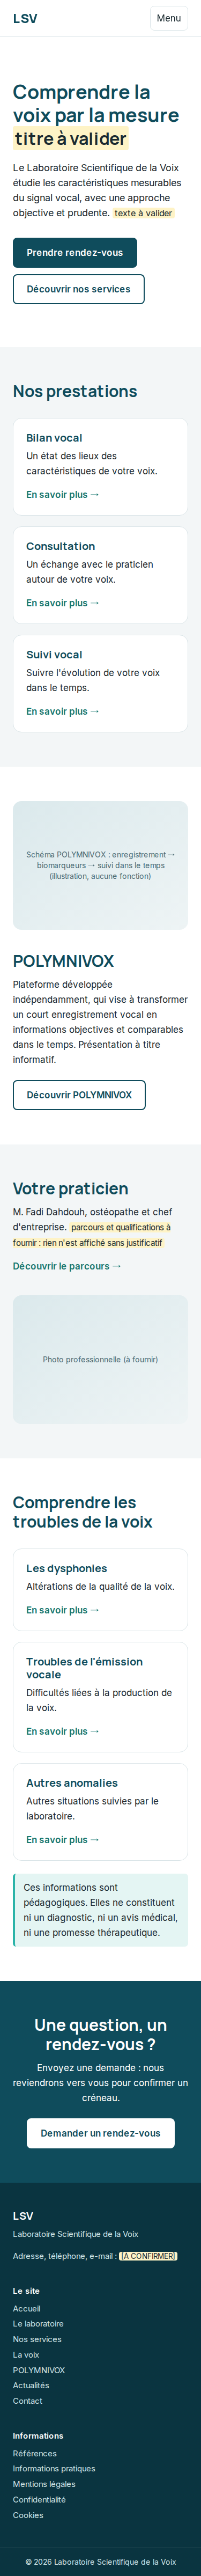 LSV
Menu
Comprendre la
voix par la mesure
titre à valider
Le Laboratoire Scientifique de la Voix
étudie les caractéristiques mesurables
du signal vocal, avec une approche
objective et prudente. texte à valider
Prendre rendez-vous
Découvrir nos services
Nos prestations
Bilan vocal
Un état des lieux des
caractéristiques de votre voix.
En savoir plus →
Consultation
Un échange avec le praticien
autour de votre voix.
En savoir plus →
Suivi vocal
Suivre l'évolution de votre voix
dans le temps.
En savoir plus →
Schéma POLYMNIVOX : enregistrement →
biomarqueurs → suivi dans le temps
(illustration, aucune fonction)
POLYMNIVOX
Plateforme développée
indépendamment, qui vise à transformer
un court enregistrement vocal en
informations objectives et comparables
dans le temps. Présentation à titre
informatif.
Découvrir POLYMNIVOX
Votre praticien
M. Fadi Dahdouh, ostéopathe et chef
d'entreprise. parcours et qualifications à
fournir : rien n'est affiché sans justificatif
Découvrir le parcours →
Photo professionnelle (à fournir)
Comprendre les
troubles de la voix
Les dysphonies
Altérations de la qualité de la voix.
En savoir plus →
Troubles de l'émission
vocale
Difficultés liées à la production de
la voix.
En savoir plus →
Autres anomalies
Autres situations suivies par le
laboratoire.
En savoir plus →
Ces informations sont
pédagogiques. Elles ne constituent
ni un diagnostic, ni un avis médical,
ni une promesse thérapeutique.
Une question, un
rendez-vous ?
Envoyez une demande : nous
reviendrons vers vous pour confirmer un
créneau.
Demander un rendez-vous
LSV
Laboratoire Scientifique de la Voix
Adresse, téléphone, e-mail : [À CONFIRMER]
Le site
Accueil
Le laboratoire
Nos services
La voix
POLYMNIVOX
Actualités
Contact
Informations
Références
Informations pratiques
Mentions légales
Confidentialité
Cookies
© 2026 Laboratoire Scientifique de la Voix